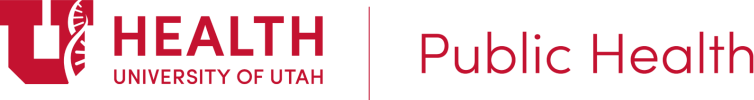 U HEALTH
UNIVERSITY OF UTAH
Public Health